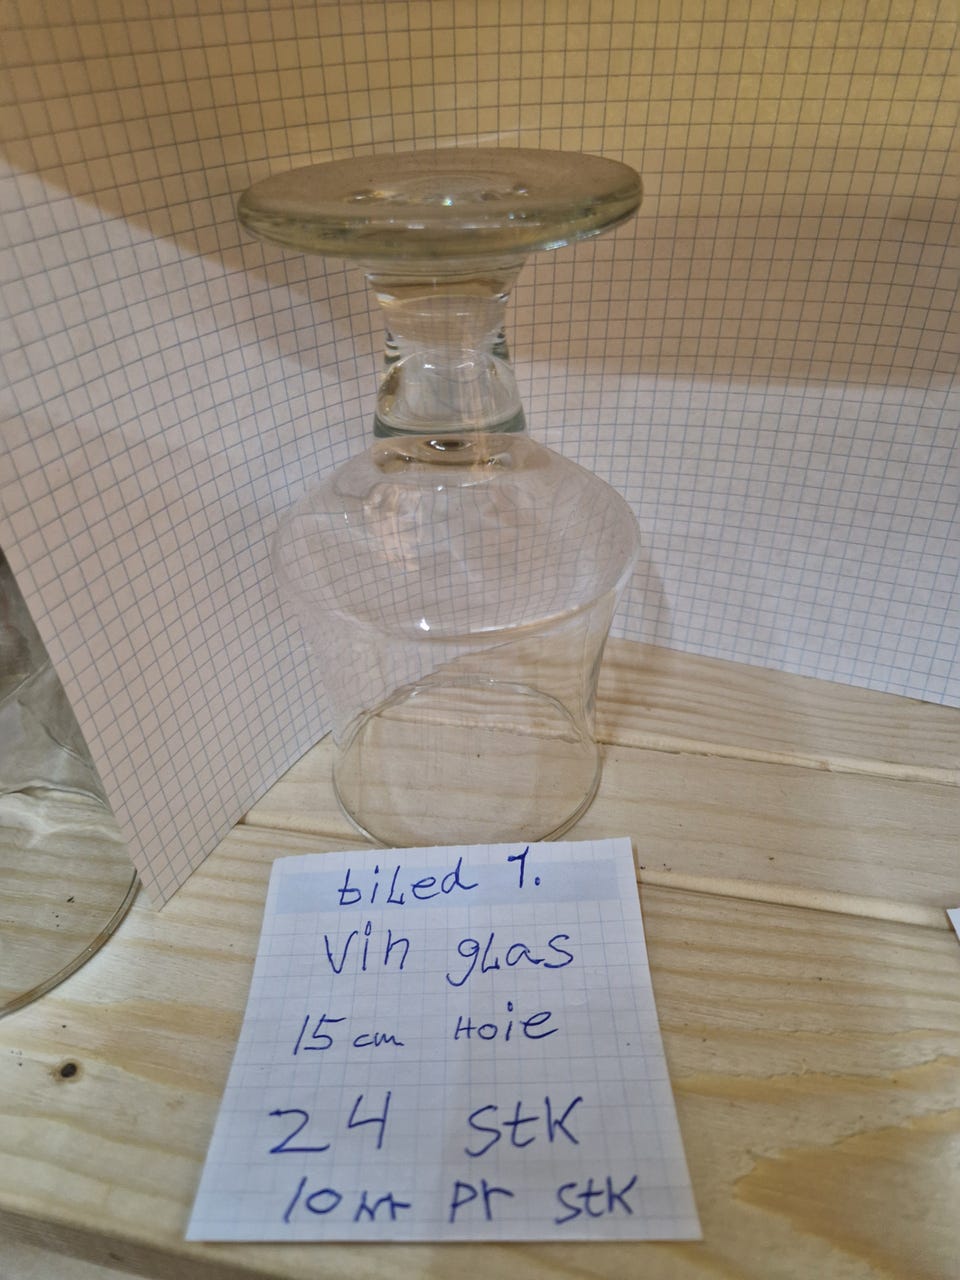 biLed 1.
Vin gLas
15 cm Hoie
24 stk
10 kr pr stk